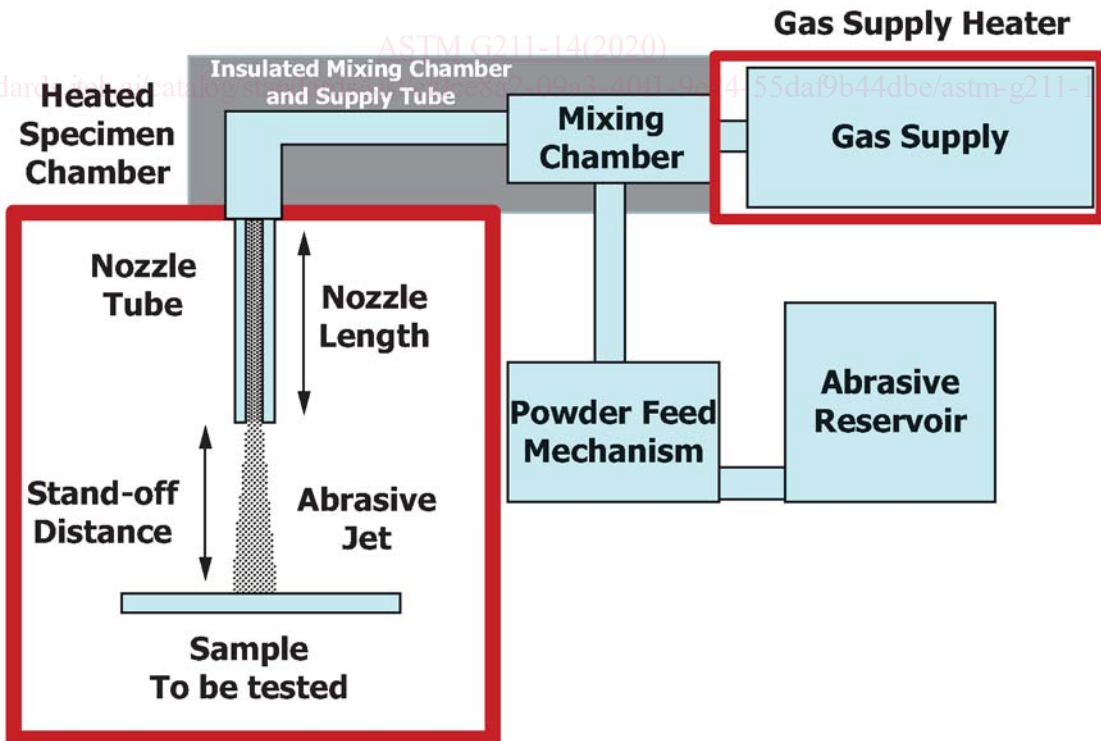 Gas Supply Heater
ASTM G211-14(2020)
Insulated Mixing Chamber
and Supply Tube
Heated
Specimen
Chamber
Mixing
Chamber
Gas Supply
Nozzle
Tube
Nozzle
Length
Powder Feed
Mechanism
Abrasive
Reservoir
Stand-off
Distance
Abrasive
Jet
Sample
To be tested